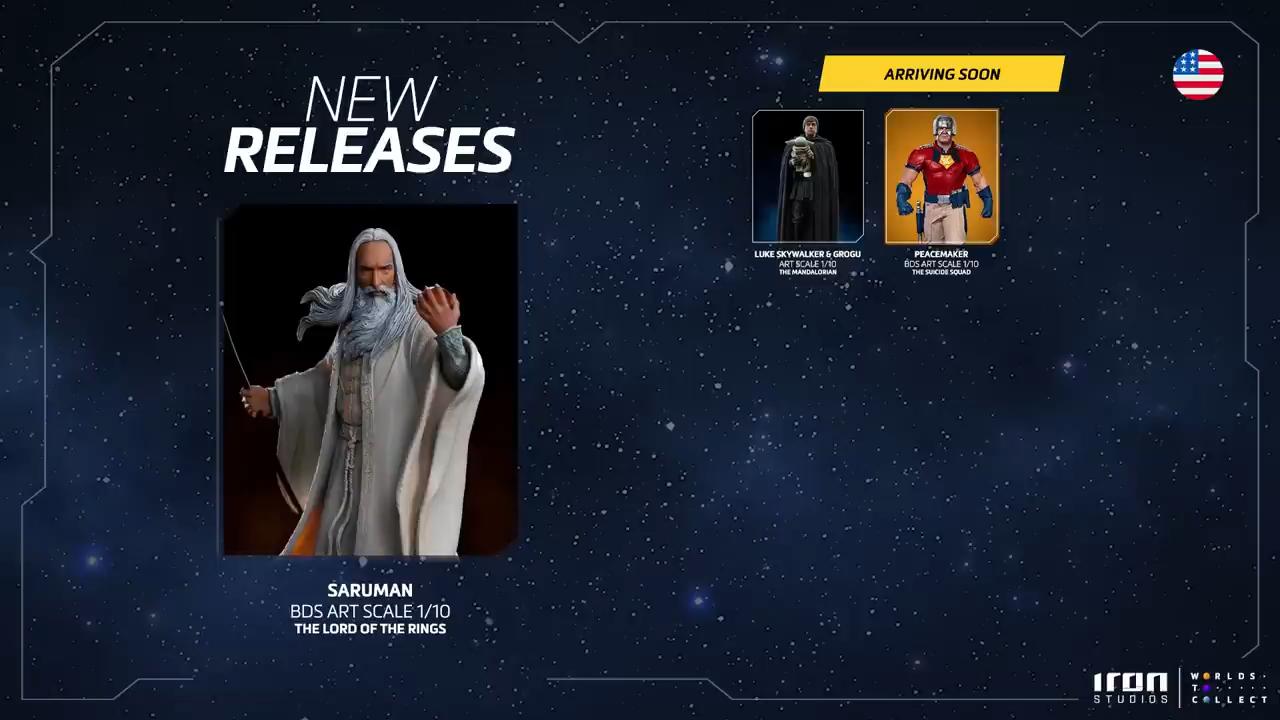 NEW
RELEASES
SARUMAN
BDS ART SCALE 1/10
THE LORD OF THE RINGS
ARRIVING SOON
LUKE SKYWALKER & GROGU
ART SCALE 1/10
THE MANDALORIAN
PEACEMAKER
BDS ART SCALE 1/10
THE SUICIDE SQUAD
IRON
STUDIOS
WORLDS
TO
COLLECT